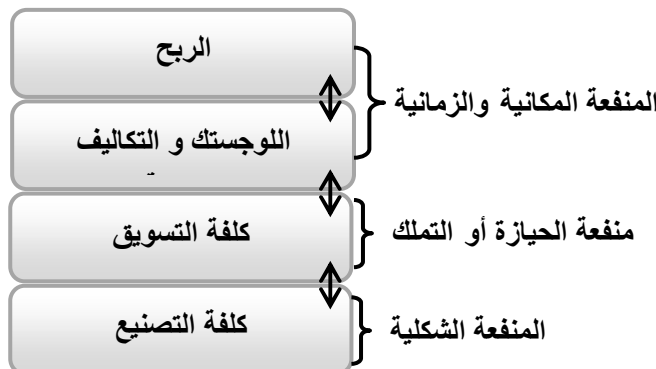 الربح
المنفعة المكانية والزمانية
اللوجستك و التكاليف
كلفة التسويق
منفعة الحيازة أو التملك
كلفة التصنيع
المنفعة الشكلية